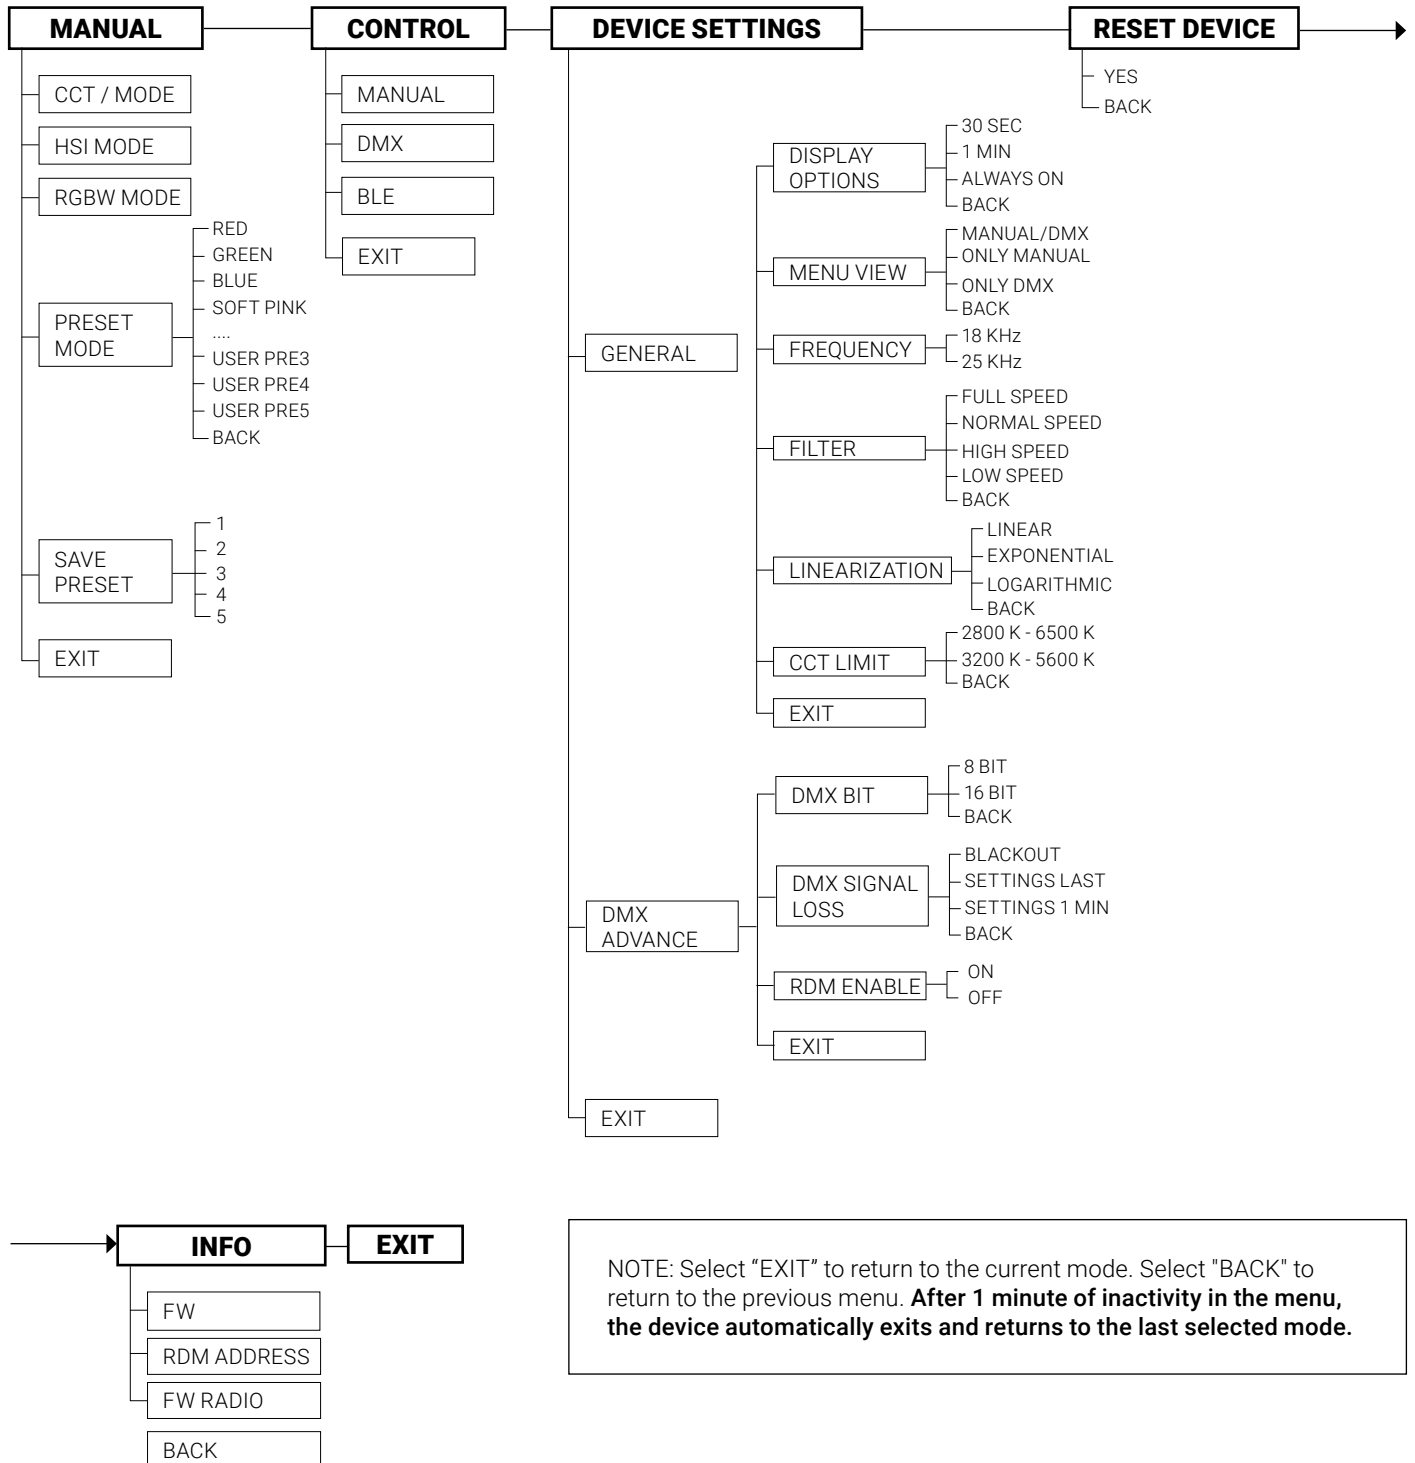 MANUAL
CONTROL
DEVICE SETTINGS
RESET DEVICE
CCT / MODE
HSI MODE
RGBW MODE
PRESET
MODE
RED
GREEN
BLUE
SOFT PINK
....
USER PRE3
USER PRE4
USER PRE5
BACK
SAVE
PRESET
1
2
3
4
5
EXIT
MANUAL
DMX
BLE
EXIT
GENERAL
DISPLAY
OPTIONS
30 SEC
1 MIN
ALWAYS ON
BACK
MENU VIEW
MANUAL/DMX
ONLY MANUAL
ONLY DMX
BACK
FREQUENCY
18 KHz
25 KHz
FILTER
FULL SPEED
NORMAL SPEED
HIGH SPEED
LOW SPEED
BACK
LINEARIZATION
LINEAR
EXPONENTIAL
LOGARITHMIC
BACK
CCT LIMIT
2800 K - 6500 K
3200 K - 5600 K
BACK
EXIT
DMX
ADVANCE
DMX BIT
8 BIT
16 BIT
BACK
DMX SIGNAL
LOSS
BLACKOUT
SETTINGS LAST
SETTINGS 1 MIN
BACK
RDM ENABLE
ON
OFF
EXIT
EXIT
YES
BACK
INFO
EXIT
FW
RDM ADDRESS
FW RADIO
BACK
NOTE: Select “EXIT” to return to the current mode. Select "BACK" to
return to the previous menu. After 1 minute of inactivity in the menu,
the device automatically exits and returns to the last selected mode.